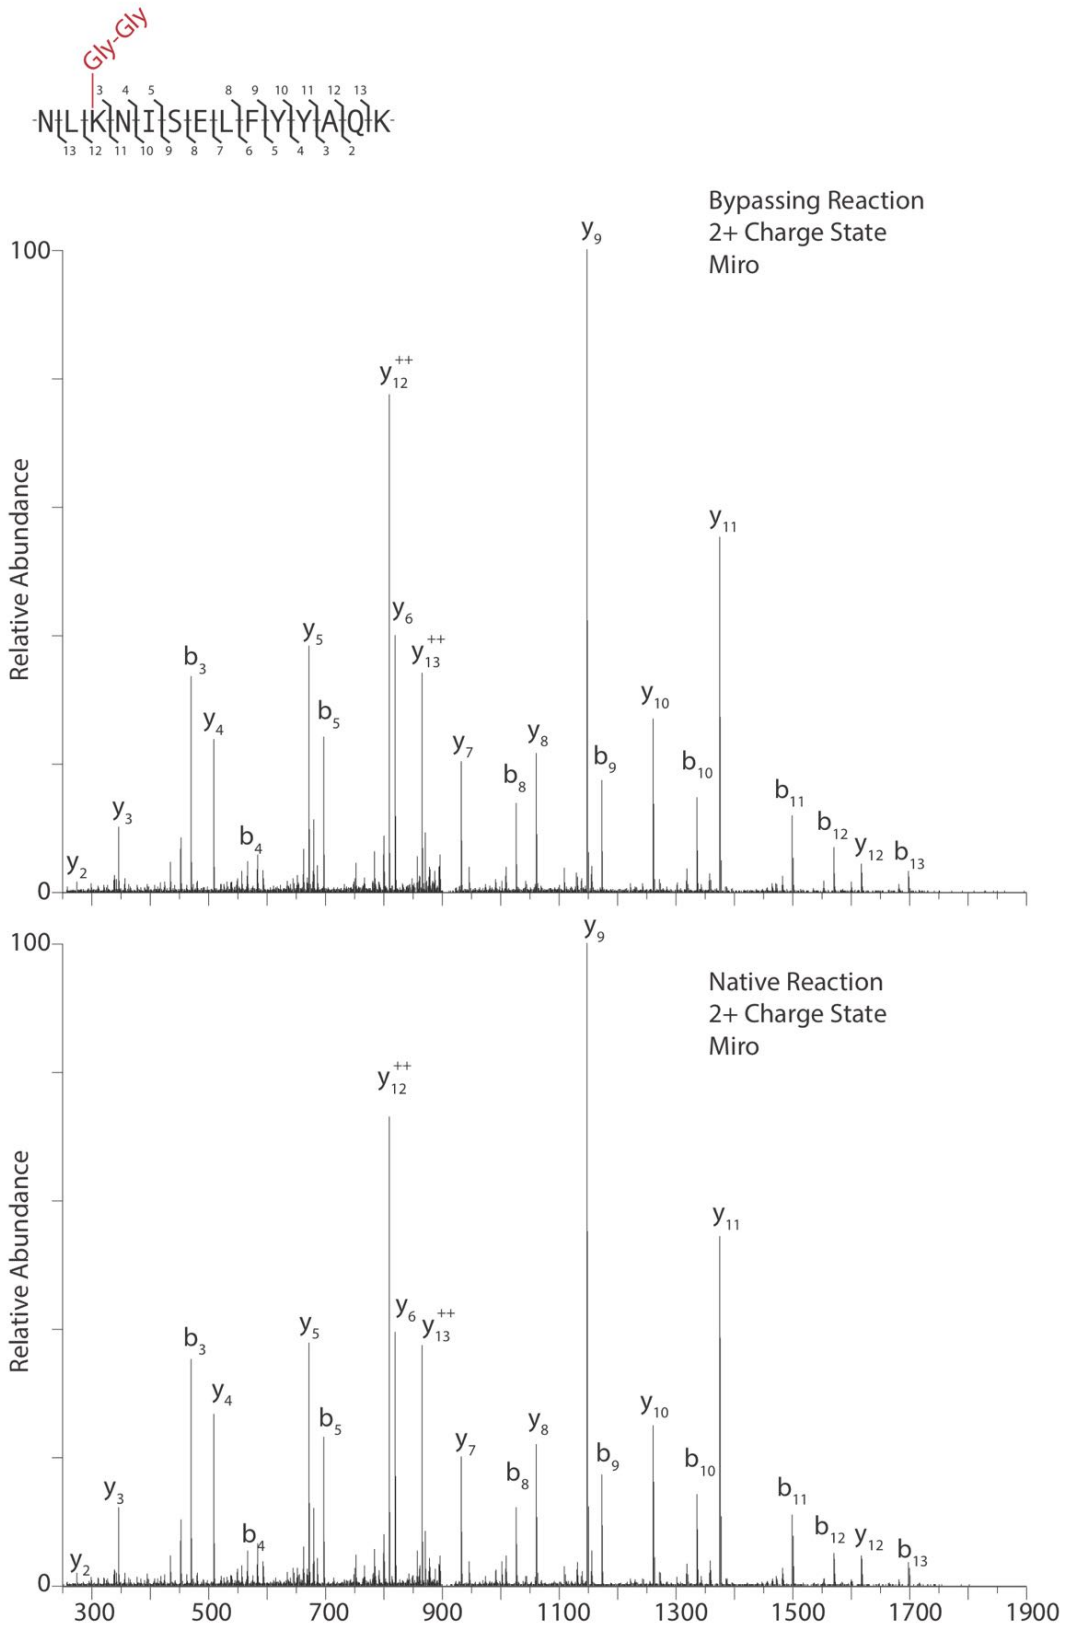 Gly-Gly
3 4 5 8 9 10 11 12 13
NLKNISELFYYAQK
13 12 11 10 9 8 7 6 5 4 3 2
Bypassing Reaction
2+ Charge State
Miro
Relative Abundance
100
0
y2
y3
b3
y4
b4
y5
b5
y12++
y6
y13++
y7
b8
y8
y9
b9
y10
b10
y11
b11
b12
y12
b13
Native Reaction
2+ Charge State
Miro
Relative Abundance
100
0
y2
y3
b3
y4
b4
y5
b5
y12++
y6
y13++
y7
b8
y8
y9
b9
y10
b10
y11
b11
b12
y12
b13
300 500 700 900 1100 1300 1500 1700 1900